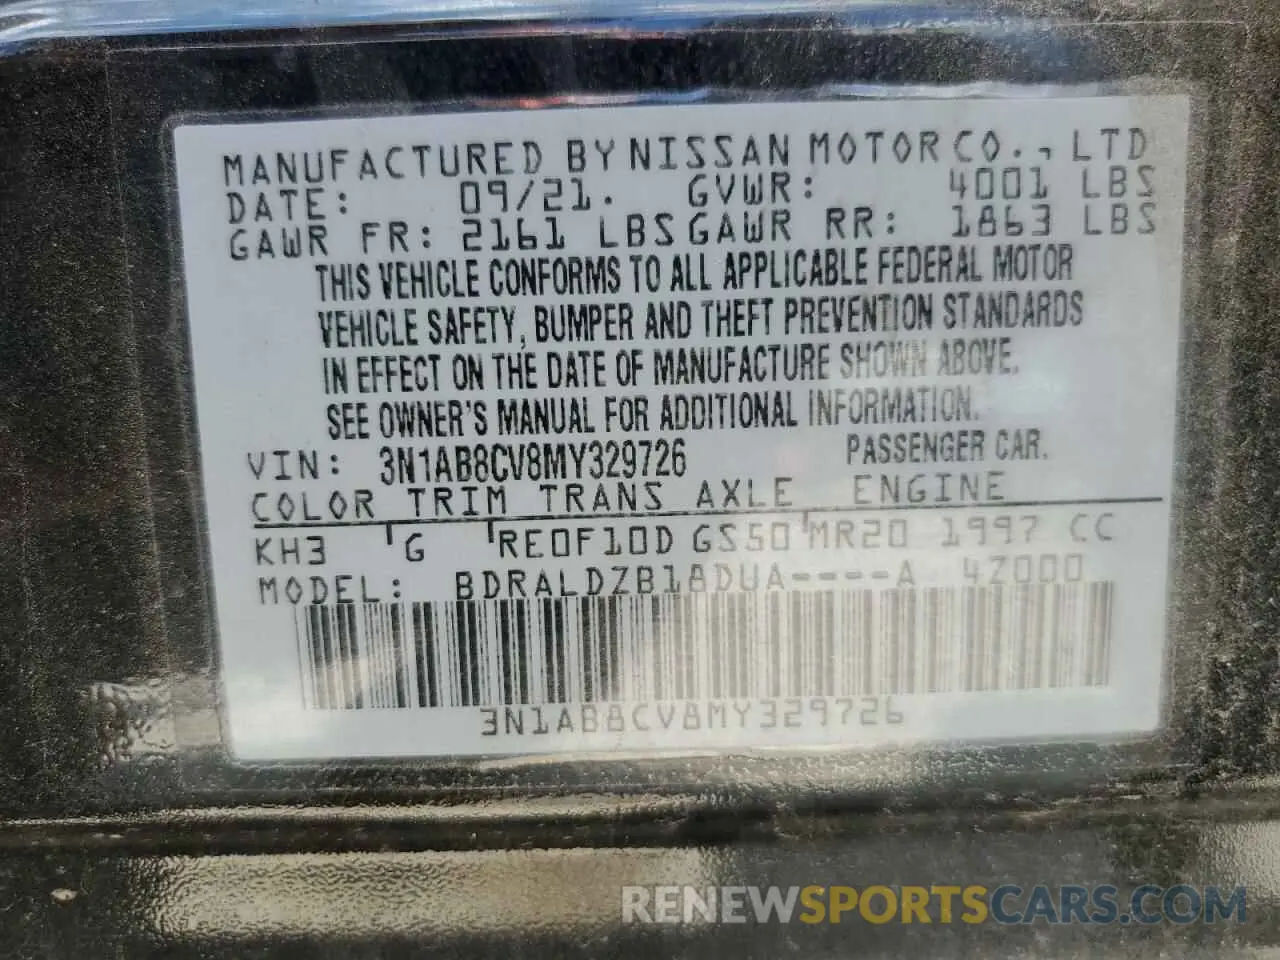 MANUFACTURED BY NISSAN MOTOR CO., LTD
DATE: 09/21. GVWR: 4001 LBS
GAWR FR: 2161 LBS GAWR RR: 1863 LBS
THIS VEHICLE CONFORMS TO ALL APPLICABLE FEDERAL MOTOR
VEHICLE SAFETY, BUMPER AND THEFT PREVENTION STANDARDS
IN EFFECT ON THE DATE OF MANUFACTURE SHOWN ABOVE.
SEE OWNER'S MANUAL FOR ADDITIONAL INFORMATION.
VIN: 3N1AB8CV8MY329726 PASSENGER CAR.
COLOR TRIM TRANS AXLE ENGINE
KH3 G RE0F10D GS50 MR20 1997 CC
MODEL: BDRALDZB18DUA----A 4Z000
3N1AB8CV8MY329726
RENEWSPORTSCARS.COM